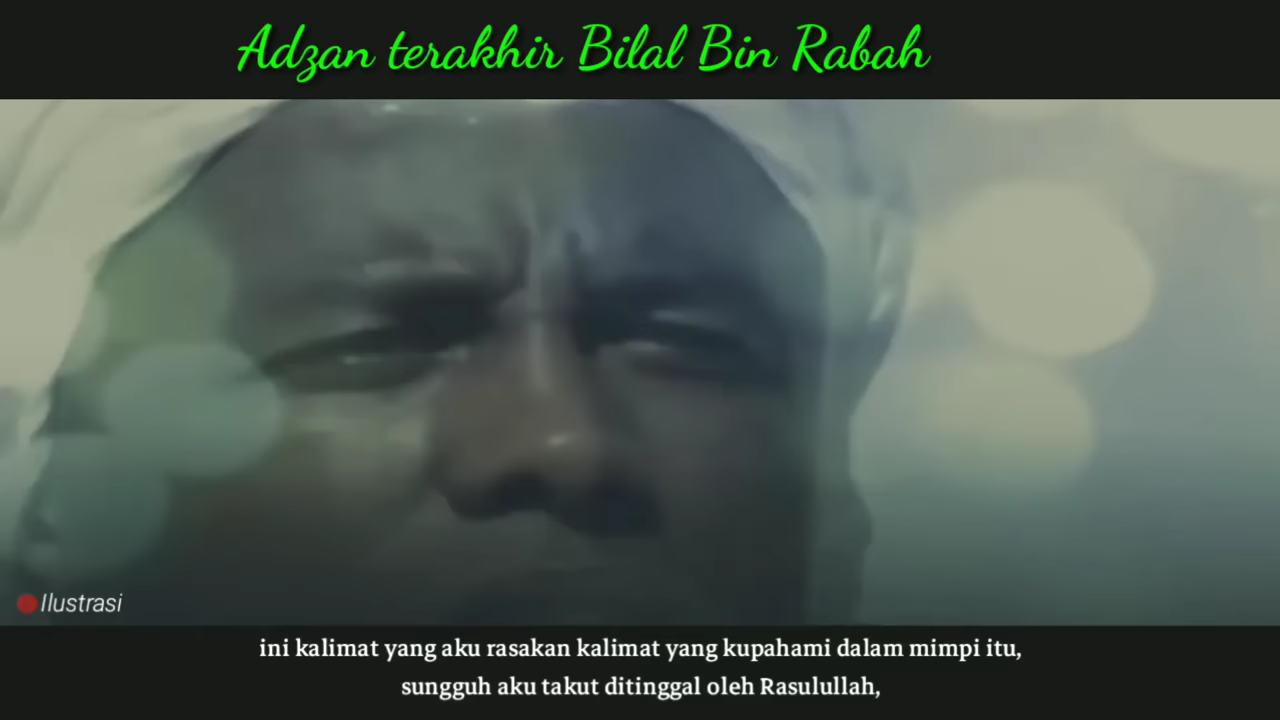 Adzan terakhir Bilal Bin Rabah
Ilustrasi
ini kalimat yang aku rasakan kalimat yang kupahami dalam mimpi itu,
sungguh aku takut ditinggal oleh Rasulullah,